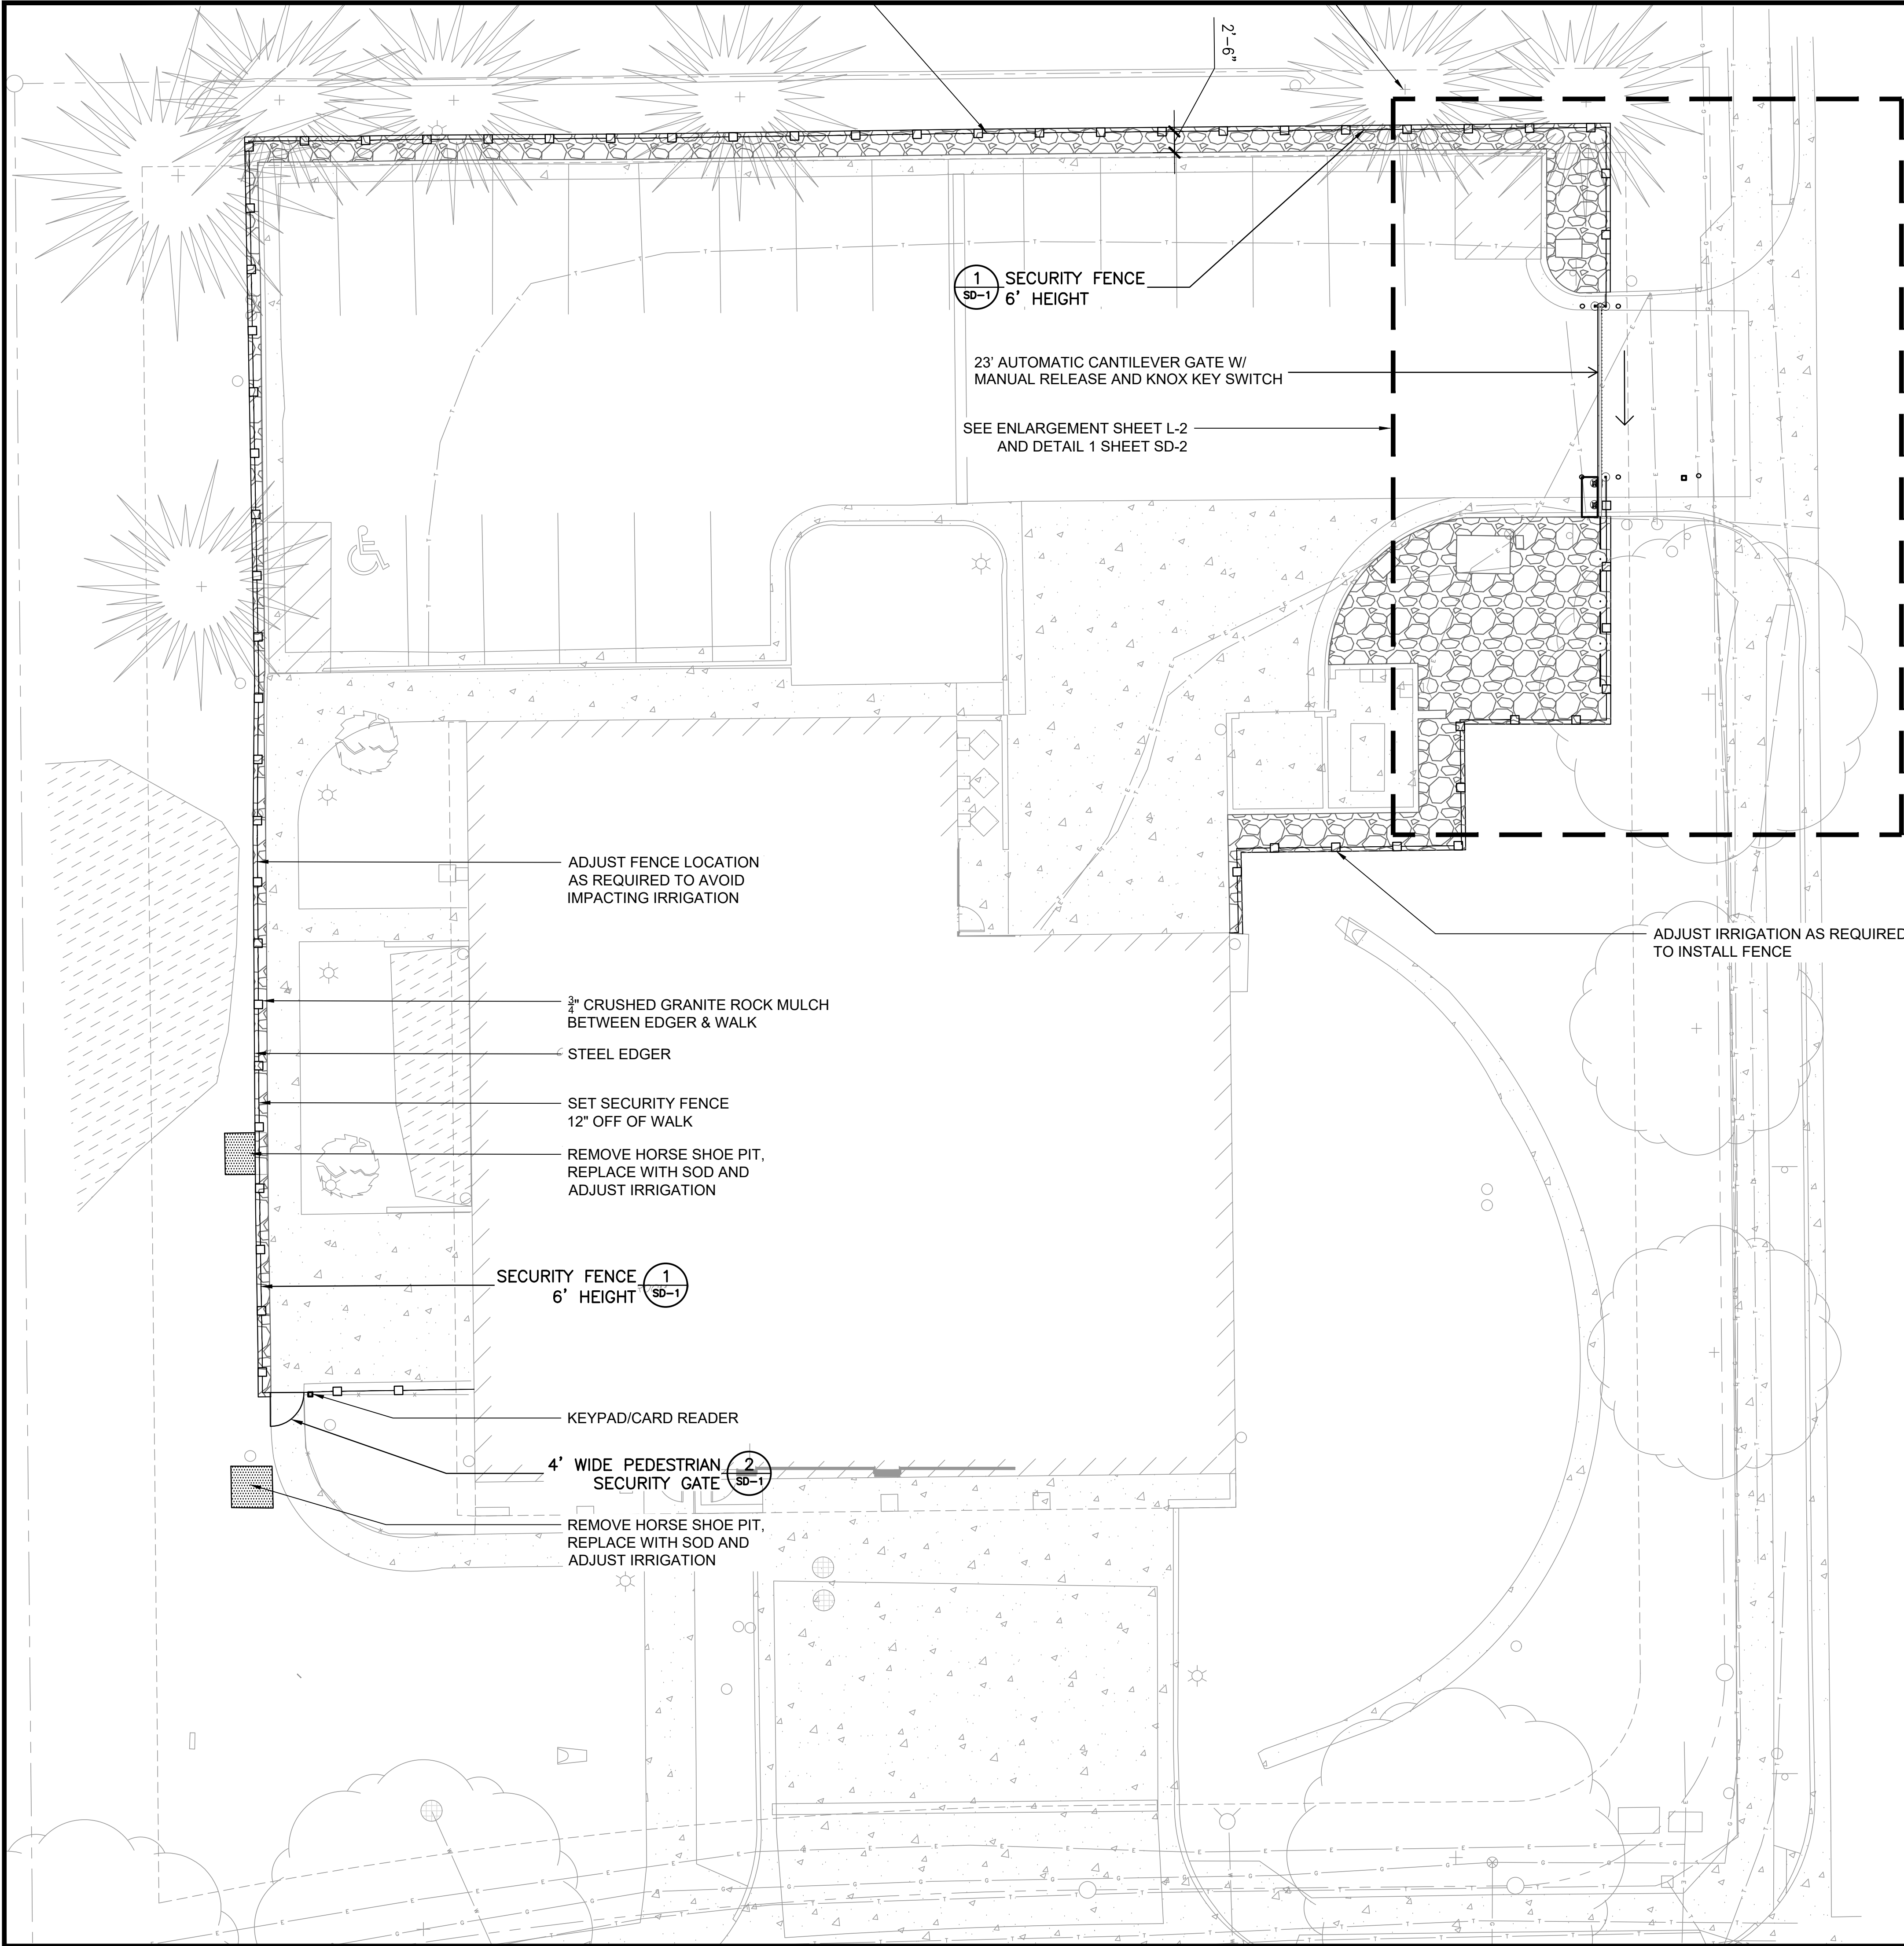 2'-6"
1
SD-1
SECURITY FENCE
6' HEIGHT
23' AUTOMATIC CANTILEVER GATE W/
MANUAL RELEASE AND KNOX KEY SWITCH
SEE ENLARGEMENT SHEET L-2
AND DETAIL 1 SHEET SD-2
ADJUST FENCE LOCATION
AS REQUIRED TO AVOID
IMPACTING IRRIGATION
ADJUST IRRIGATION AS REQUIRED
TO INSTALL FENCE
3/4" CRUSHED GRANITE ROCK MULCH
BETWEEN EDGER & WALK
STEEL EDGER
SET SECURITY FENCE
12" OFF OF WALK
REMOVE HORSE SHOE PIT,
REPLACE WITH SOD AND
ADJUST IRRIGATION
SECURITY FENCE
6' HEIGHT
1
SD-1
KEYPAD/CARD READER
4' WIDE PEDESTRIAN
SECURITY GATE
2
SD-1
REMOVE HORSE SHOE PIT,
REPLACE WITH SOD AND
ADJUST IRRIGATION